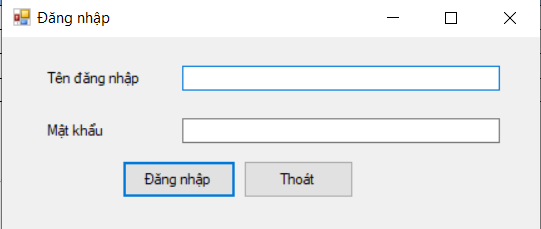 Đăng nhập
Tên đăng nhập
Mật khẩu
Đăng nhập
Thoát